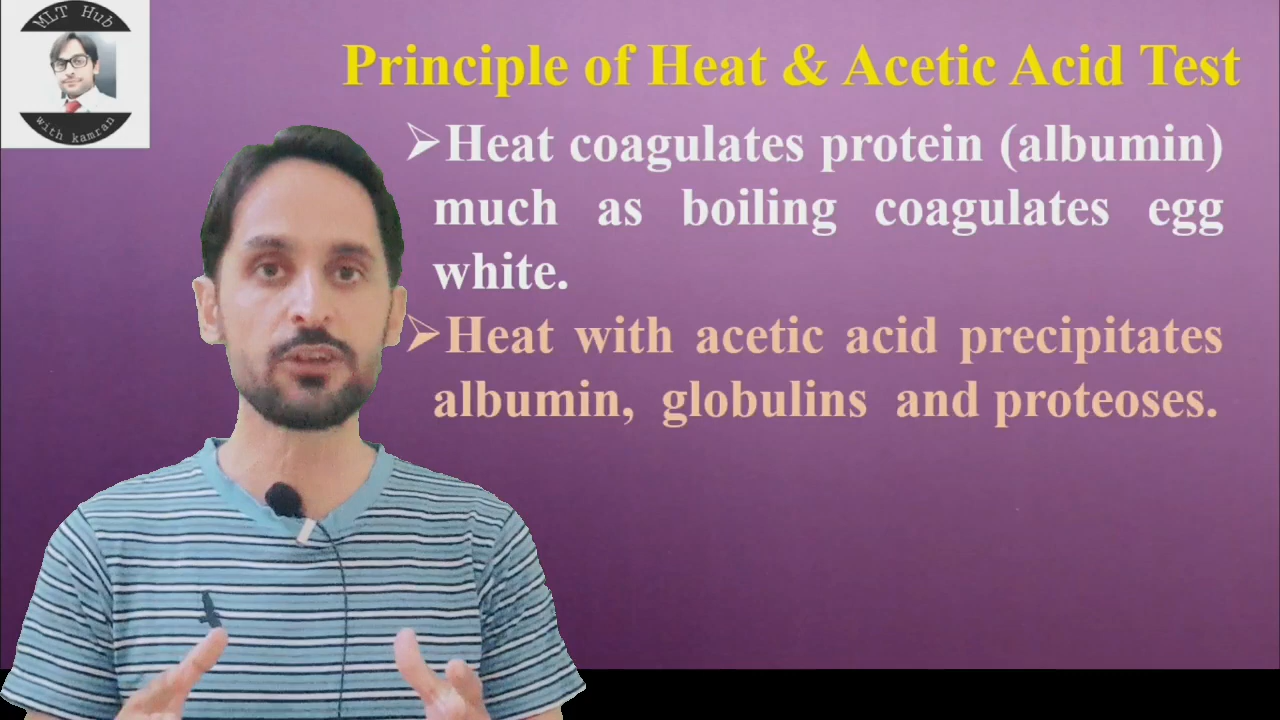 MLT Hub
with kamran
Principle of Heat & Acetic Acid Test
➢Heat coagulates protein (albumin)
much as boiling coagulates egg
white.
➢Heat with acetic acid precipitates
albumin, globulins and proteoses.